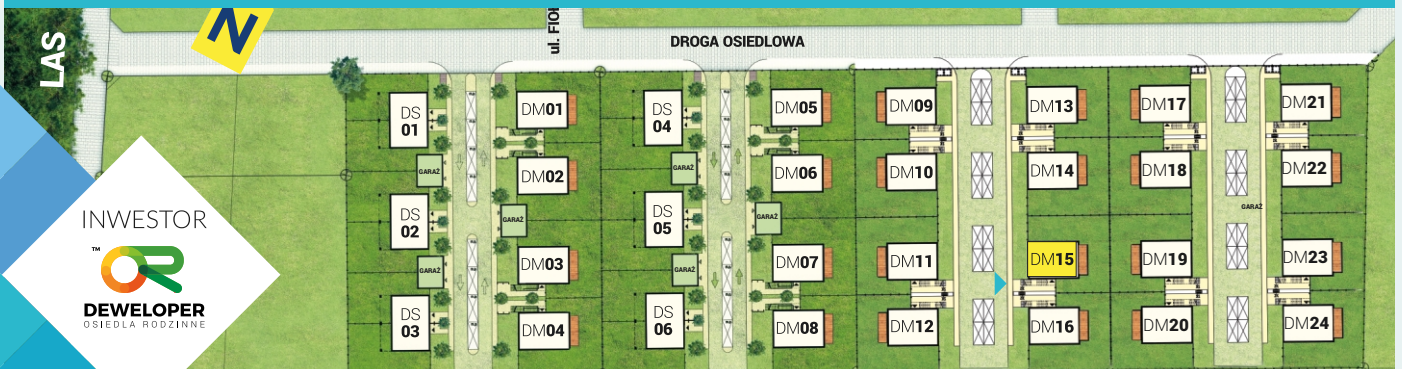 LAS
N
ul. FIO
DROGA OSIEDLOWA
DS
01
DM01
DS
04
DM05
DM09
DM13
DM17
DM21
GARAŻ
DM02
GARAŻ
DM06
DM10
DM14
DM18
DM22
DS
02
GARAŻ
DS
05
GARAŻ
GARAŻ
GARAŻ
DM03
GARAŻ
DM07
DM11
DM15
DM19
DM23
DS
03
DM04
DS
06
DM08
DM12
DM16
DM20
DM24
INWESTOR
™
OR
DEWELOPER
OSIEDLA RODZINNE